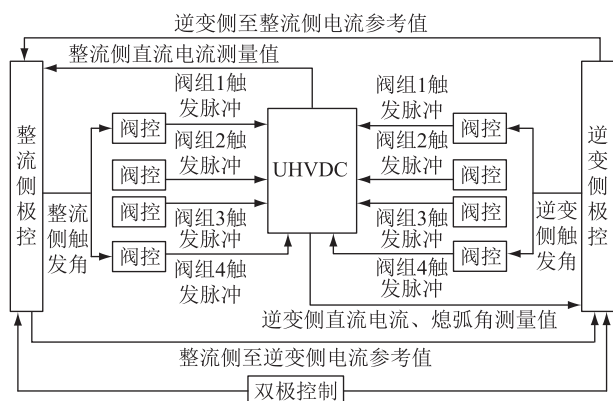 逆变侧至整流侧电流参考值
整流侧直流电流测量值
整流侧极控
整流
侧触
发角
阀控
阀控
阀控
阀控
阀组1触
发脉冲
阀组2触
发脉冲
阀组3触
发脉冲
阀组4触
发脉冲
UHVDC
阀组1触
发脉冲
阀组2触
发脉冲
阀组3触
发脉冲
阀组4触
发脉冲
阀控
阀控
阀控
阀控
逆变
侧触
发角
逆变侧极控
逆变侧直流电流、熄弧角测量值
整流侧至逆变侧电流参考值
双极控制